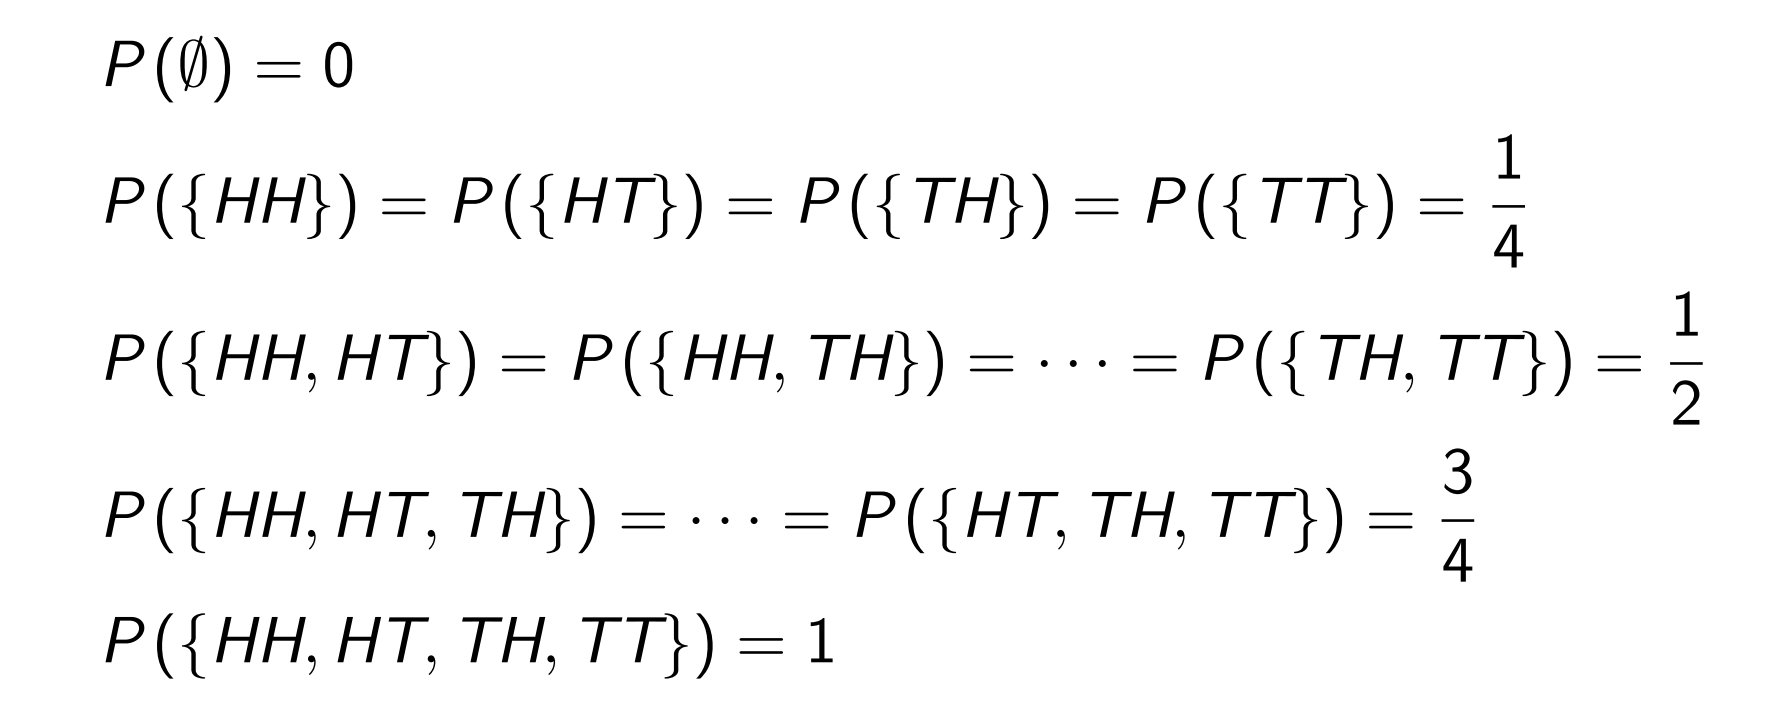 P(∅) = 0
P({HH}) = P({HT}) = P({TH}) = P({TT}) = 1/4
P({HH, HT}) = P({HH, TH}) = ⋯ = P({TH, TT}) = 1/2
P({HH, HT, TH}) = ⋯ = P({HT, TH, TT}) = 3/4
P({HH, HT, TH, TT}) = 1